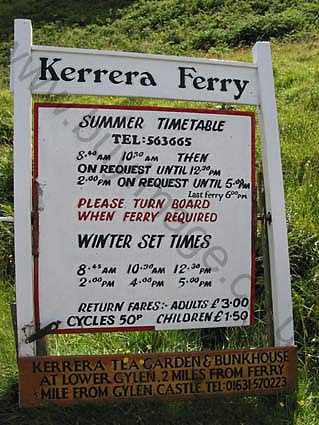 Kerrera Ferry
SUMMER TIMETABLE
TEL:563665
8.45AM 10.30AM THEN
ON REQUEST UNTIL 12.30PM
2.00PM ON REQUEST UNTIL 5.00PM
Last Ferry 6.00PM
PLEASE TURN BOARD
WHEN FERRY REQUIRED
WINTER SET TIMES
8.45AM 10.30AM 12.30PM
2.00PM 4.00PM 5.00PM
RETURN FARES:- ADULTS £3.00
CYCLES 50P CHILDREN £1.50
KERRERA TEA GARDEN & BUNKHOUSE
AT LOWER GYLEN. 2 MILES FROM FERRY
MILE FROM GYLEN CASTLE. TEL: 01631-570223